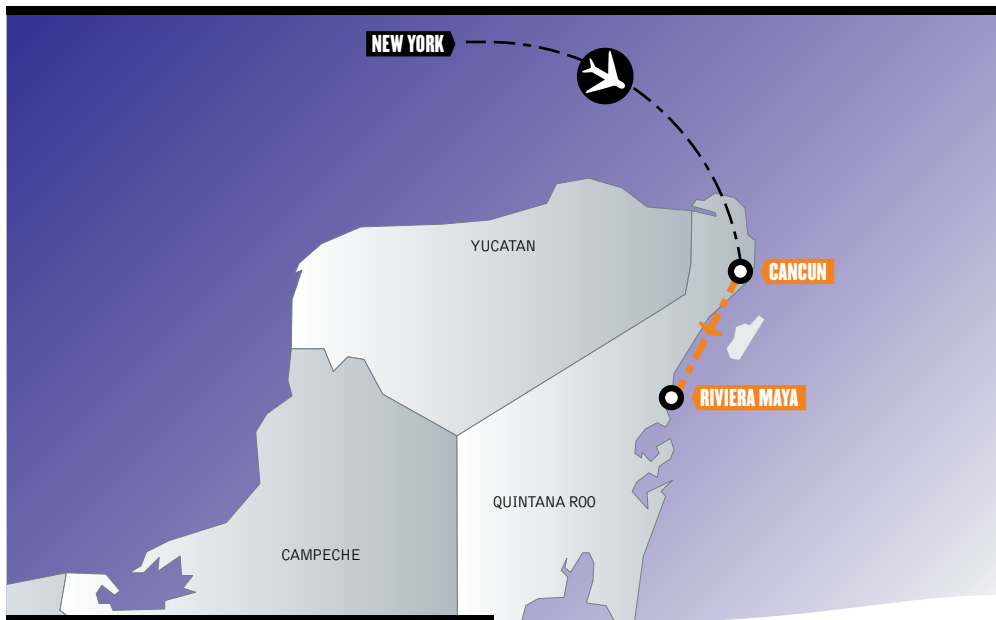 NEW YORK
YUCATAN
CANCUN
RIVIERA MAYA
QUINTANA ROO
CAMPECHE